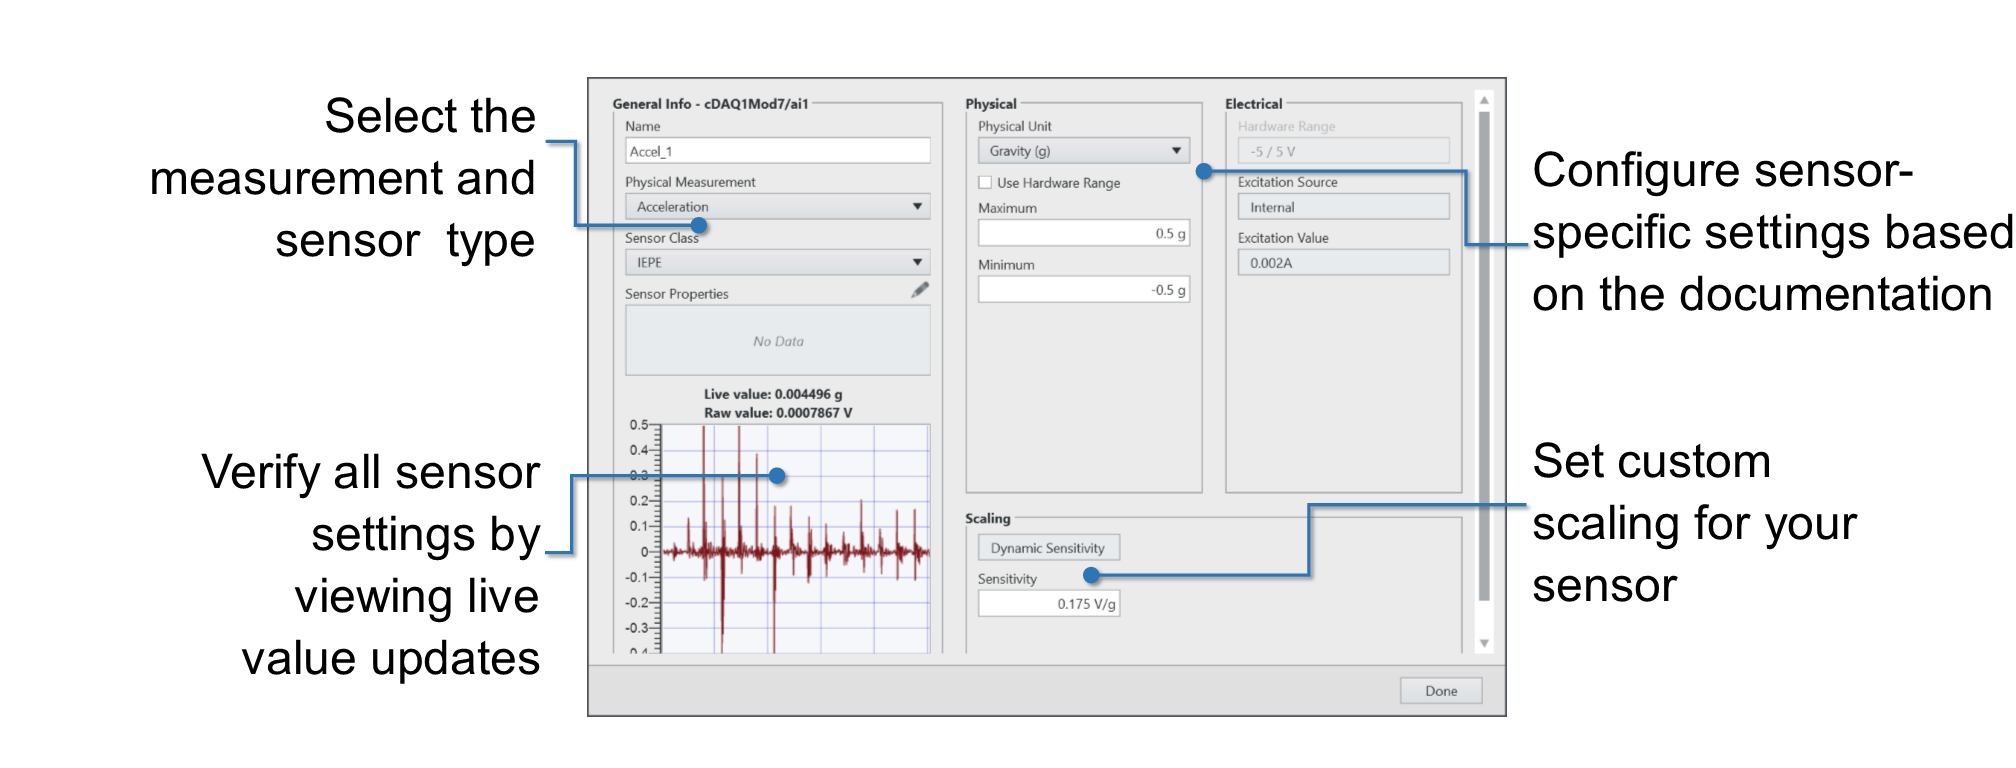 Select the
measurement and
sensor type
Verify all sensor
settings by
viewing live
value updates
General Info - cDAQ1Mod7/ai1
Name
Accel_1
Physical Measurement
Acceleration
Sensor Class
IEPE
Sensor Properties
No Data
Live value: 0.004496 g
Raw value: 0.0007867 V
0.5
0.4
0.3
0.2
0.1
0
-0.1
-0.2
-0.3
Physical
Physical Unit
Gravity (g)
Use Hardware Range
Maximum
0.5 g
Minimum
-0.5 g
Electrical
Hardware Range
-5 / 5 V
Excitation Source
Internal
Excitation Value
0.002A
Scaling
Dynamic Sensitivity
Sensitivity
0.175 V/g
Done
Configure sensor-
specific settings based
on the documentation
Set custom
scaling for your
sensor